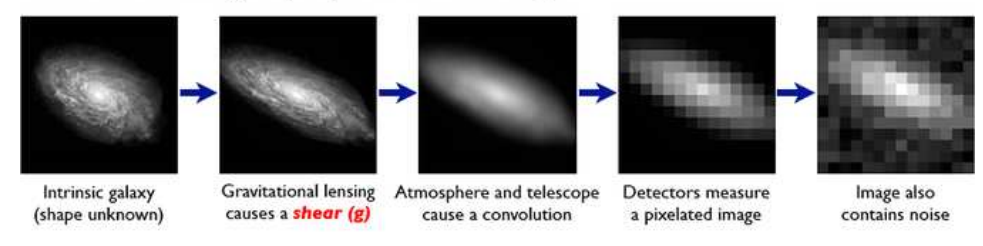 Intrinsic galaxy
(shape unknown)
Gravitational lensing
causes a shear (g)
Atmosphere and telescope
cause a convolution
Detectors measure
a pixelated image
Image also
contains noise